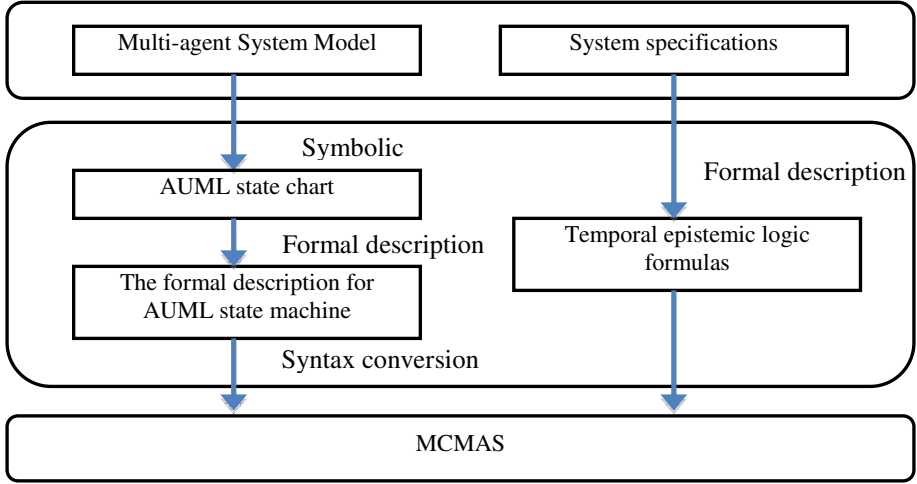 Multi-agent System Model
System specifications
Symbolic
AUML state chart
Formal description
Formal description
The formal description for
AUML state machine
Temporal epistemic logic
formulas
Syntax conversion
MCMAS